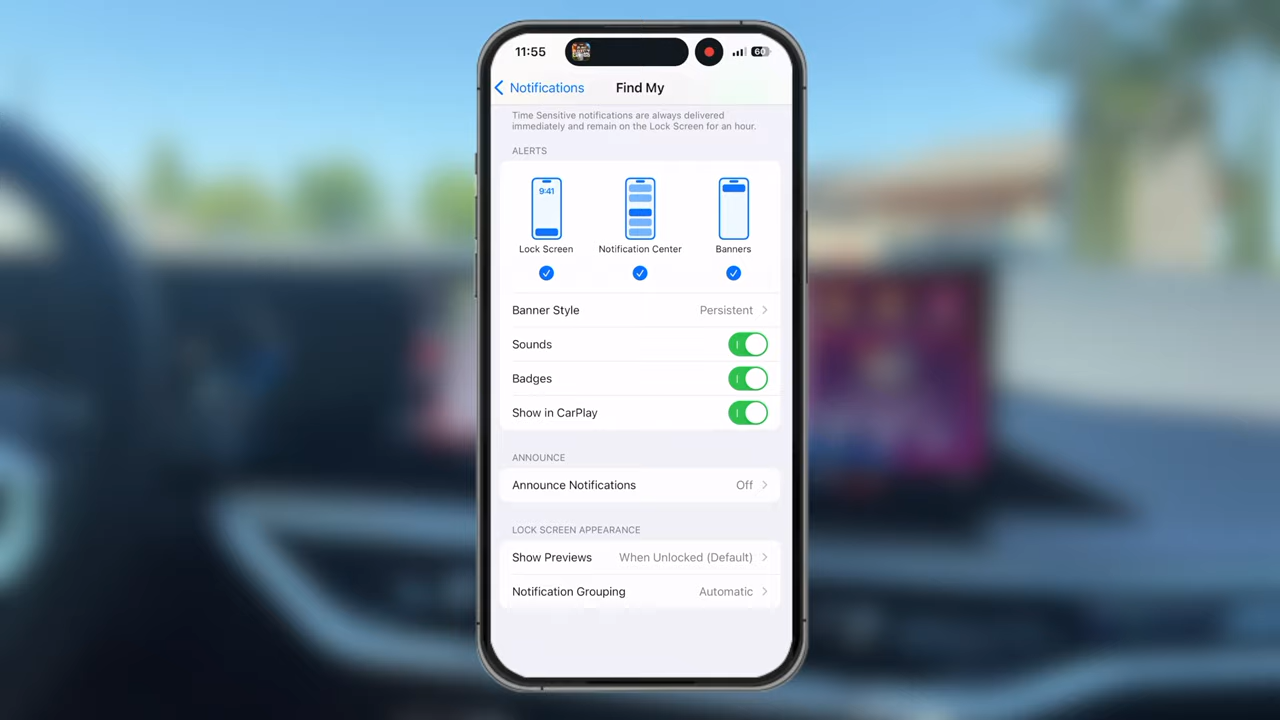 11:55
60
Notifications
Find My
Time Sensitive notifications are always delivered
immediately and remain on the Lock Screen for an hour.
ALERTS
9:41
Lock Screen
Notification Center
Banners
Banner Style
Persistent
Sounds
Badges
Show in CarPlay
ANNOUNCE
Announce Notifications
Off
LOCK SCREEN APPEARANCE
Show Previews
When Unlocked (Default)
Notification Grouping
Automatic